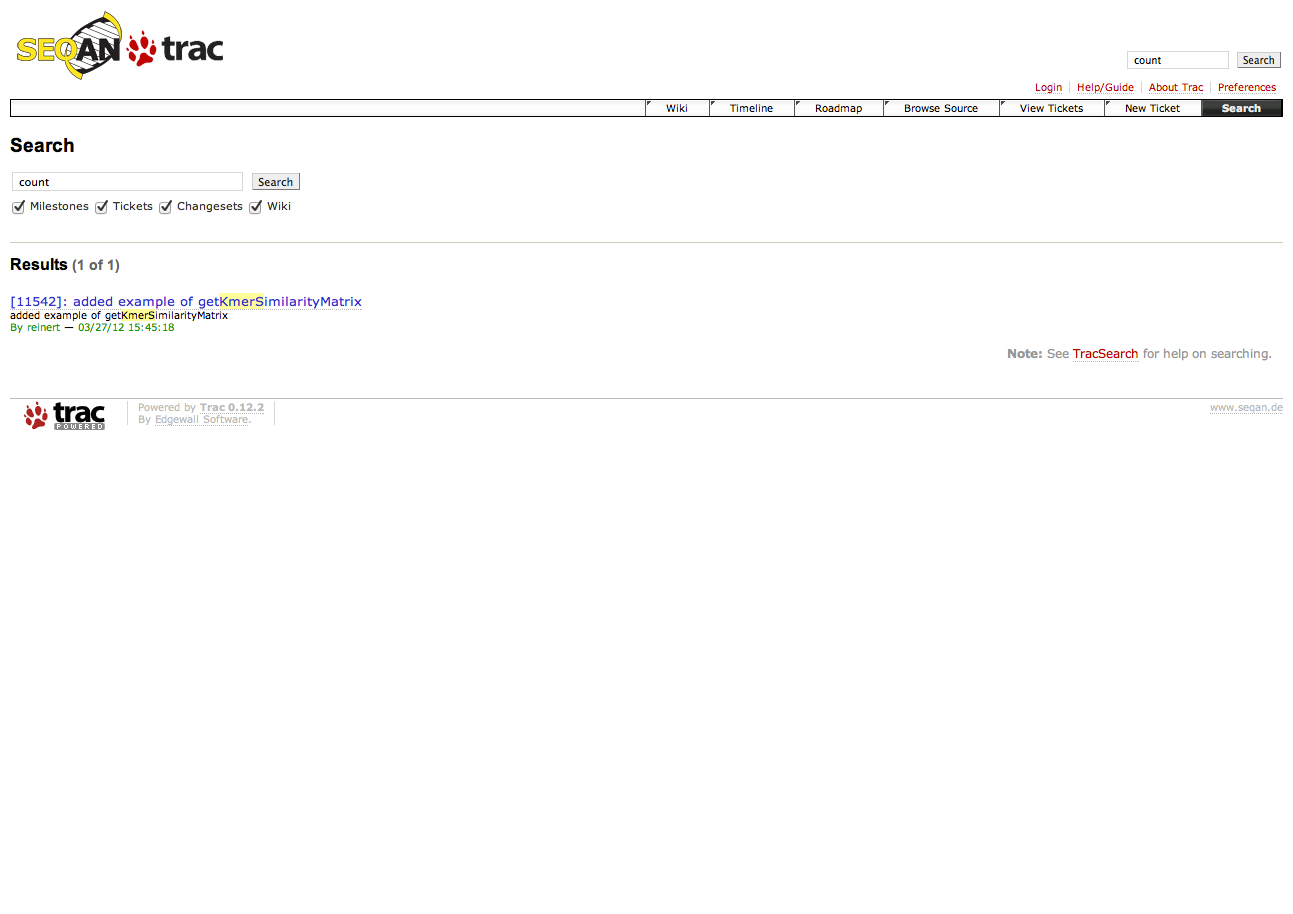 SEQAN trac
count Search
Login Help/Guide About Trac Preferences
Wiki Timeline Roadmap Browse Source View Tickets New Ticket Search
Search
count Search
Milestones Tickets Changesets Wiki
Results (1 of 1)
[11542]: added example of getKmerSimilarityMatrix
added example of getKmerSimilarityMatrix
By reinert — 03/27/12 15:45:18
Note: See TracSearch for help on searching.
trac POWERED
Powered by Trac 0.12.2
By Edgewall Software.
www.seqan.de